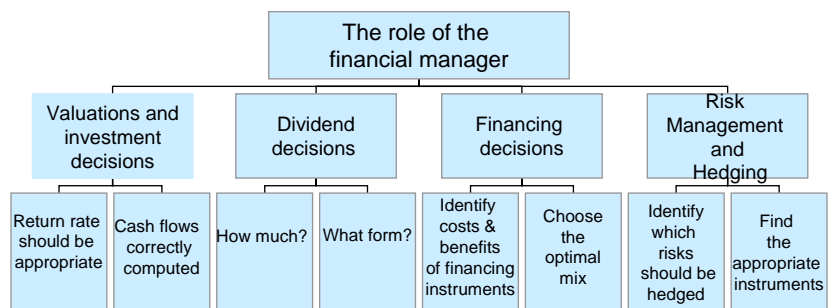 The role of the
financial manager
Valuations and
investment
decisions
Dividend
decisions
Financing
decisions
Risk
Management
and
Hedging
Return rate
should be
appropriate
Cash flows
correctly
computed
How much?
What form?
Identify
costs &
benefits
of financing
instruments
Choose
the
optimal
mix
Identify
which
risks
should be
hedged
Find
the
appropriate
instruments